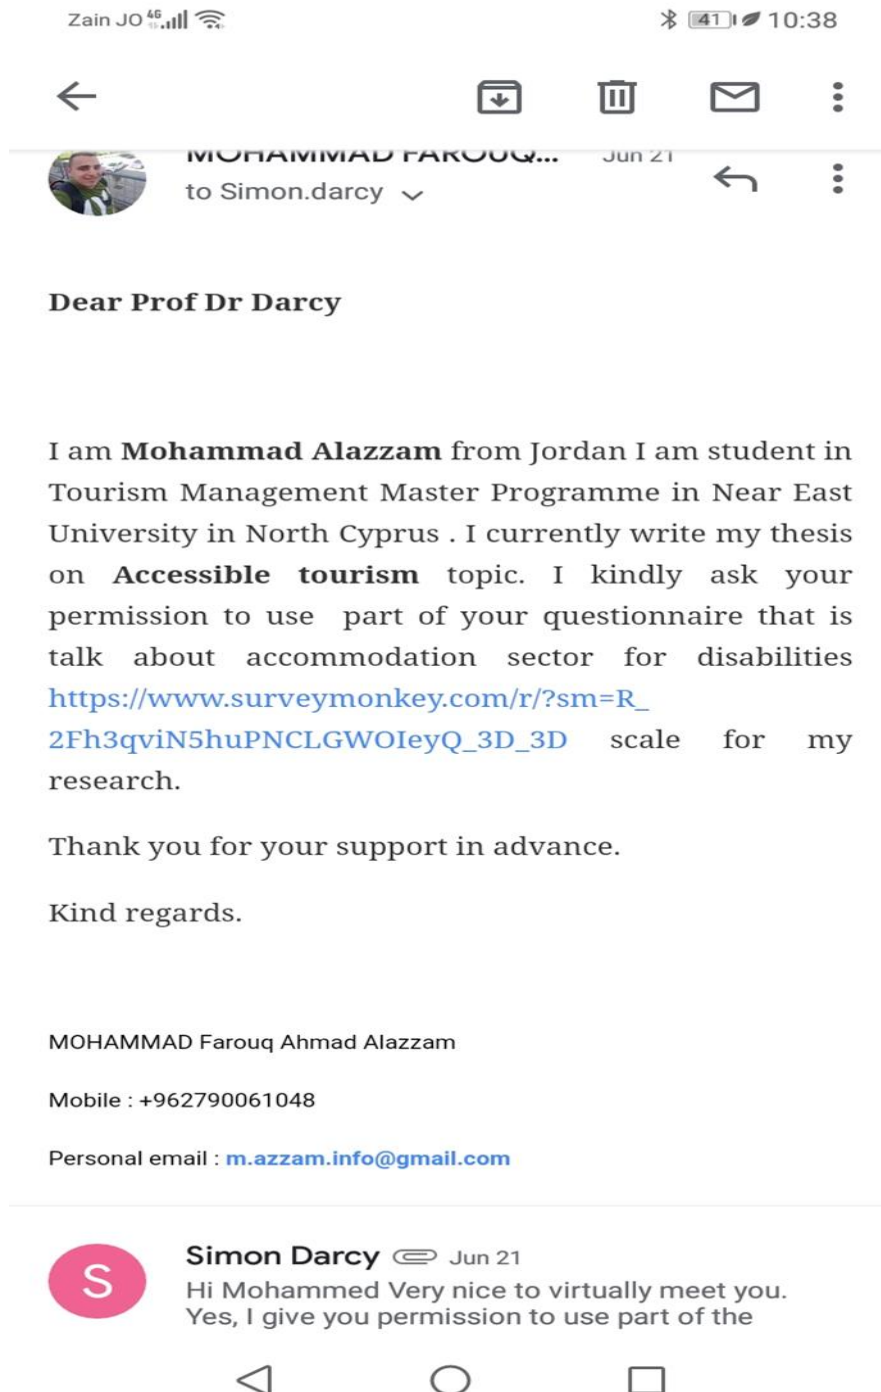 Zain JO 4G 41 10:38
MOHAMMAD FAROUQ... Jun 21
to Simon.darcy
Dear Prof Dr Darcy
I am Mohammad Alazzam from Jordan I am student in
Tourism Management Master Programme in Near East
University in North Cyprus . I currently write my thesis
on Accessible tourism topic. I kindly ask your
permission to use part of your questionnaire that is
talk about accommodation sector for disabilities
https://www.surveymonkey.com/r/?sm=R_
2Fh3qviN5huPNCLGWOIeyQ_3D_3D scale for my
research.
Thank you for your support in advance.
Kind regards.
MOHAMMAD Farouq Ahmad Alazzam
Mobile : +962790061048
Personal email : m.azzam.info@gmail.com
S
Simon Darcy Jun 21
Hi Mohammed Very nice to virtually meet you.
Yes, I give you permission to use part of the